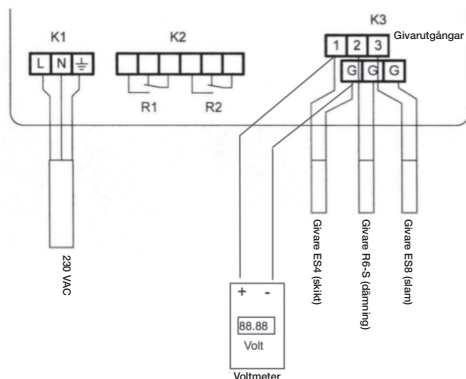 K1
K2
K3
Givarutgångar
L N
1 2 3
G G G
R1
R2
230 VAC
Givare ES4 (skikt)
Givare R6-S (dämning)
Givare ES8 (slam)
+ -
88.88
Volt
Voltmeter